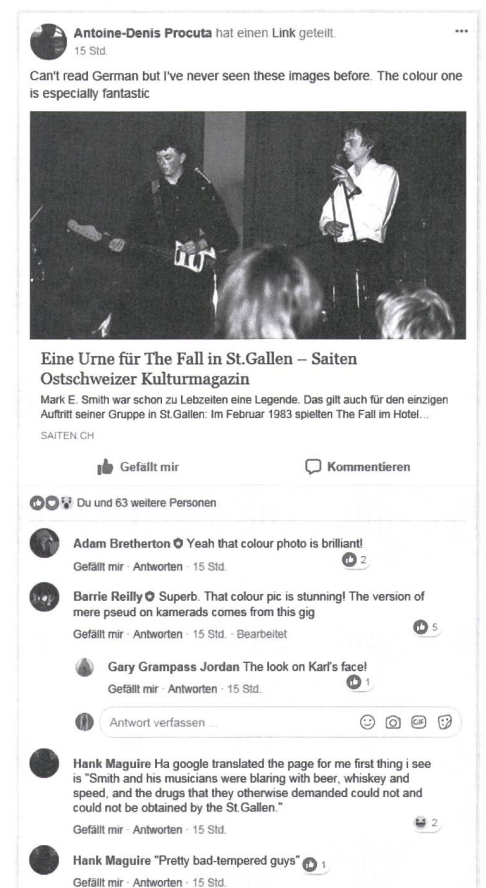 Antoine-Denis Procuta hat einen Link geteilt.
15 Std.
Can't read German but I've never seen these images before. The colour one
is especially fantastic
Eine Urne für The Fall in St.Gallen – Saiten
Ostschweizer Kulturmagazin
Mark E. Smith war schon zu Lebzeiten eine Legende. Das gilt auch für den einzigen
Auftritt seiner Gruppe in St.Gallen: Im Februar 1983 spielten The Fall im Hotel...
SAITEN.CH
Gefällt mir
Kommentieren
Du und 63 weitere Personen
Adam Bretherton Yeah that colour photo is brilliant!
2
Gefällt mir · Antworten · 15 Std.
Barrie Reilly Superb. That colour pic is stunning! The version of
mere pseud on kamerads comes from this gig
5
Gefällt mir · Antworten · 15 Std. · Bearbeitet
Gary Grampass Jordan The look on Karl's face!
1
Gefällt mir · Antworten · 15 Std.
Antwort verfassen ...
GIF
Hank Maguire Ha google translated the page for me first thing i see
is "Smith and his musicians were blaring with beer, whiskey and
speed, and the drugs that they otherwise demanded could not and
could not be obtained by the St.Gallen."
2
Gefällt mir · Antworten · 15 Std.
Hank Maguire "Pretty bad-tempered guys"
1
Gefällt mir · Antworten · 15 Std.